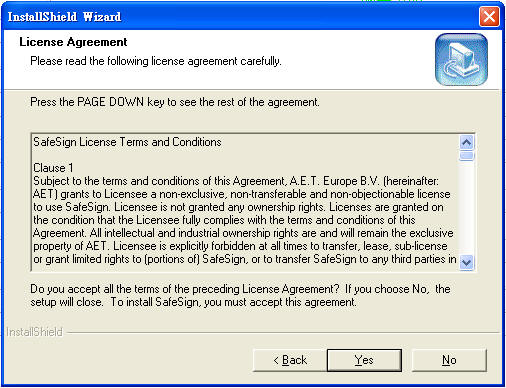 InstallShield Wizard
License Agreement
Please read the following license agreement carefully.
Press the PAGE DOWN key to see the rest of the agreement.
SafeSign License Terms and Conditions
Clause 1
Subject to the terms and conditions of this Agreement, A.E.T. Europe B.V. (hereinafter:
AET) grants to Licensee a non-exclusive, non-transferable and non-objectionable license
to use SafeSign. Licensee is not granted any ownership rights. Licenses are granted on
the condition that the Licensee fully complies with the terms and conditions of this
Agreement. All intellectual and industrial ownership rights are and will remain the exclusive
property of AET. Licensee is explicitly forbidden at all times to transfer, lease, sub-license
or grant limited rights to (portions of) SafeSign, or to transfer SafeSign to any third parties in
Do you accept all the terms of the preceding License Agreement? If you choose No, the
setup will close. To install SafeSign, you must accept this agreement.
InstallShield
< Back
Yes
No